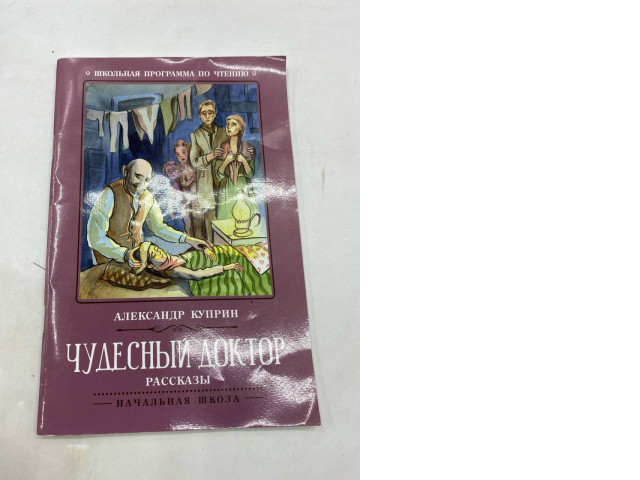 ШКОЛЬНАЯ ПРОГРАММА ПО ЧТЕНИЮ
АЛЕКСАНДР КУПРИН
ЧУДЕСНЫЙ ДОКТОР
РАССКАЗЫ
НАЧАЛЬНАЯ ШКОЛА